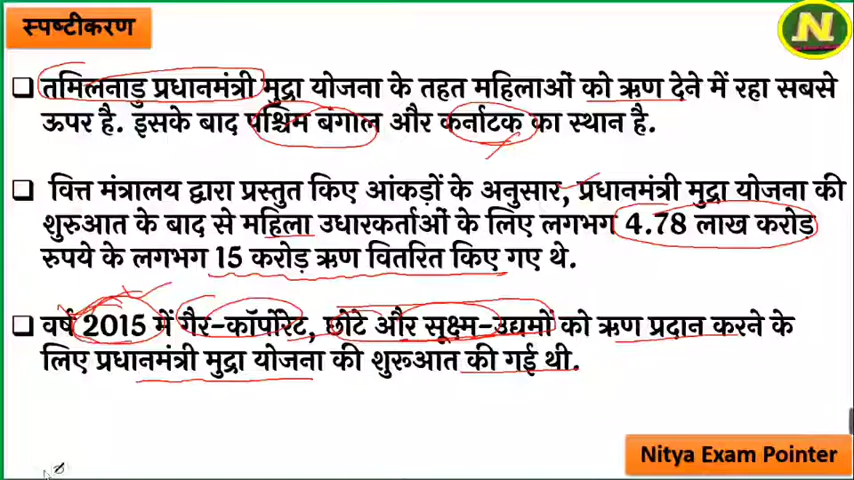 स्पष्टीकरण
N
तमिलनाडु प्रधानमंत्री मुद्रा योजना के तहत महिलाओं को ऋण देने में रहा सबसे
ऊपर है. इसके बाद पश्चिम बंगाल और कर्नाटक का स्थान है.
वित्त मंत्रालय द्वारा प्रस्तुत किए आंकड़ों के अनुसार, प्रधानमंत्री मुद्रा योजना की
शुरुआत के बाद से महिला उधारकर्ताओं के लिए लगभग 4.78 लाख करोड़
रुपये के लगभग 15 करोड़ ऋण वितरित किए गए थे.
वर्ष 2015 में गैर-कॉर्पोरेट, छोटे और सूक्ष्म-उद्यमों को ऋण प्रदान करने के
लिए प्रधानमंत्री मुद्रा योजना की शुरूआत की गई थी.
Nitya Exam Pointer